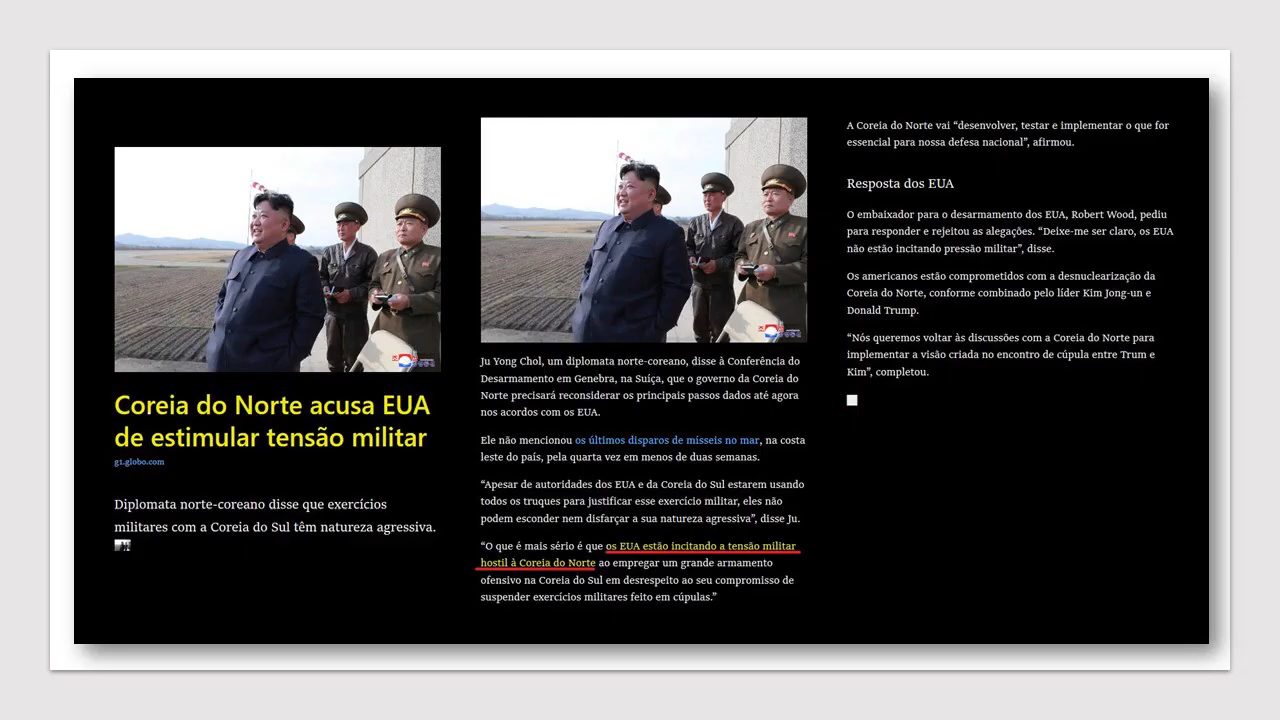 Coreia do Norte acusa EUA
de estimular tensão militar
g1.globo.com
Diplomata norte-coreano disse que exercícios
militares com a Coreia do Sul têm natureza agressiva.
Ju Yong Chol, um diplomata norte-coreano, disse à Conferência do
Desarmamento em Genebra, na Suíça, que o governo da Coreia do
Norte precisará reconsiderar os principais passos dados até agora
nos acordos com os EUA.
Ele não mencionou os últimos disparos de mísseis no mar, na costa
leste do país, pela quarta vez em menos de duas semanas.
“Apesar de autoridades dos EUA e da Coreia do Sul estarem usando
todos os truques para justificar esse exercício militar, eles não
podem esconder nem disfarçar a sua natureza agressiva”, disse Ju.
“O que é mais sério é que os EUA estão incitando a tensão militar
hostil à Coreia do Norte ao empregar um grande armamento
ofensivo na Coreia do Sul em desrespeito ao seu compromisso de
suspender exercícios militares feito em cúpulas.”
A Coreia do Norte vai “desenvolver, testar e implementar o que for
essencial para nossa defesa nacional”, afirmou.
Resposta dos EUA
O embaixador para o desarmamento dos EUA, Robert Wood, pediu
para responder e rejeitou as alegações. “Deixe-me ser claro, os EUA
não estão incitando pressão militar”, disse.
Os americanos estão comprometidos com a desnuclearização da
Coreia do Norte, conforme combinado pelo líder Kim Jong-un e
Donald Trump.
“Nós queremos voltar às discussões com a Coreia do Norte para
implementar a visão criada no encontro de cúpula entre Trum e
Kim”, completou.